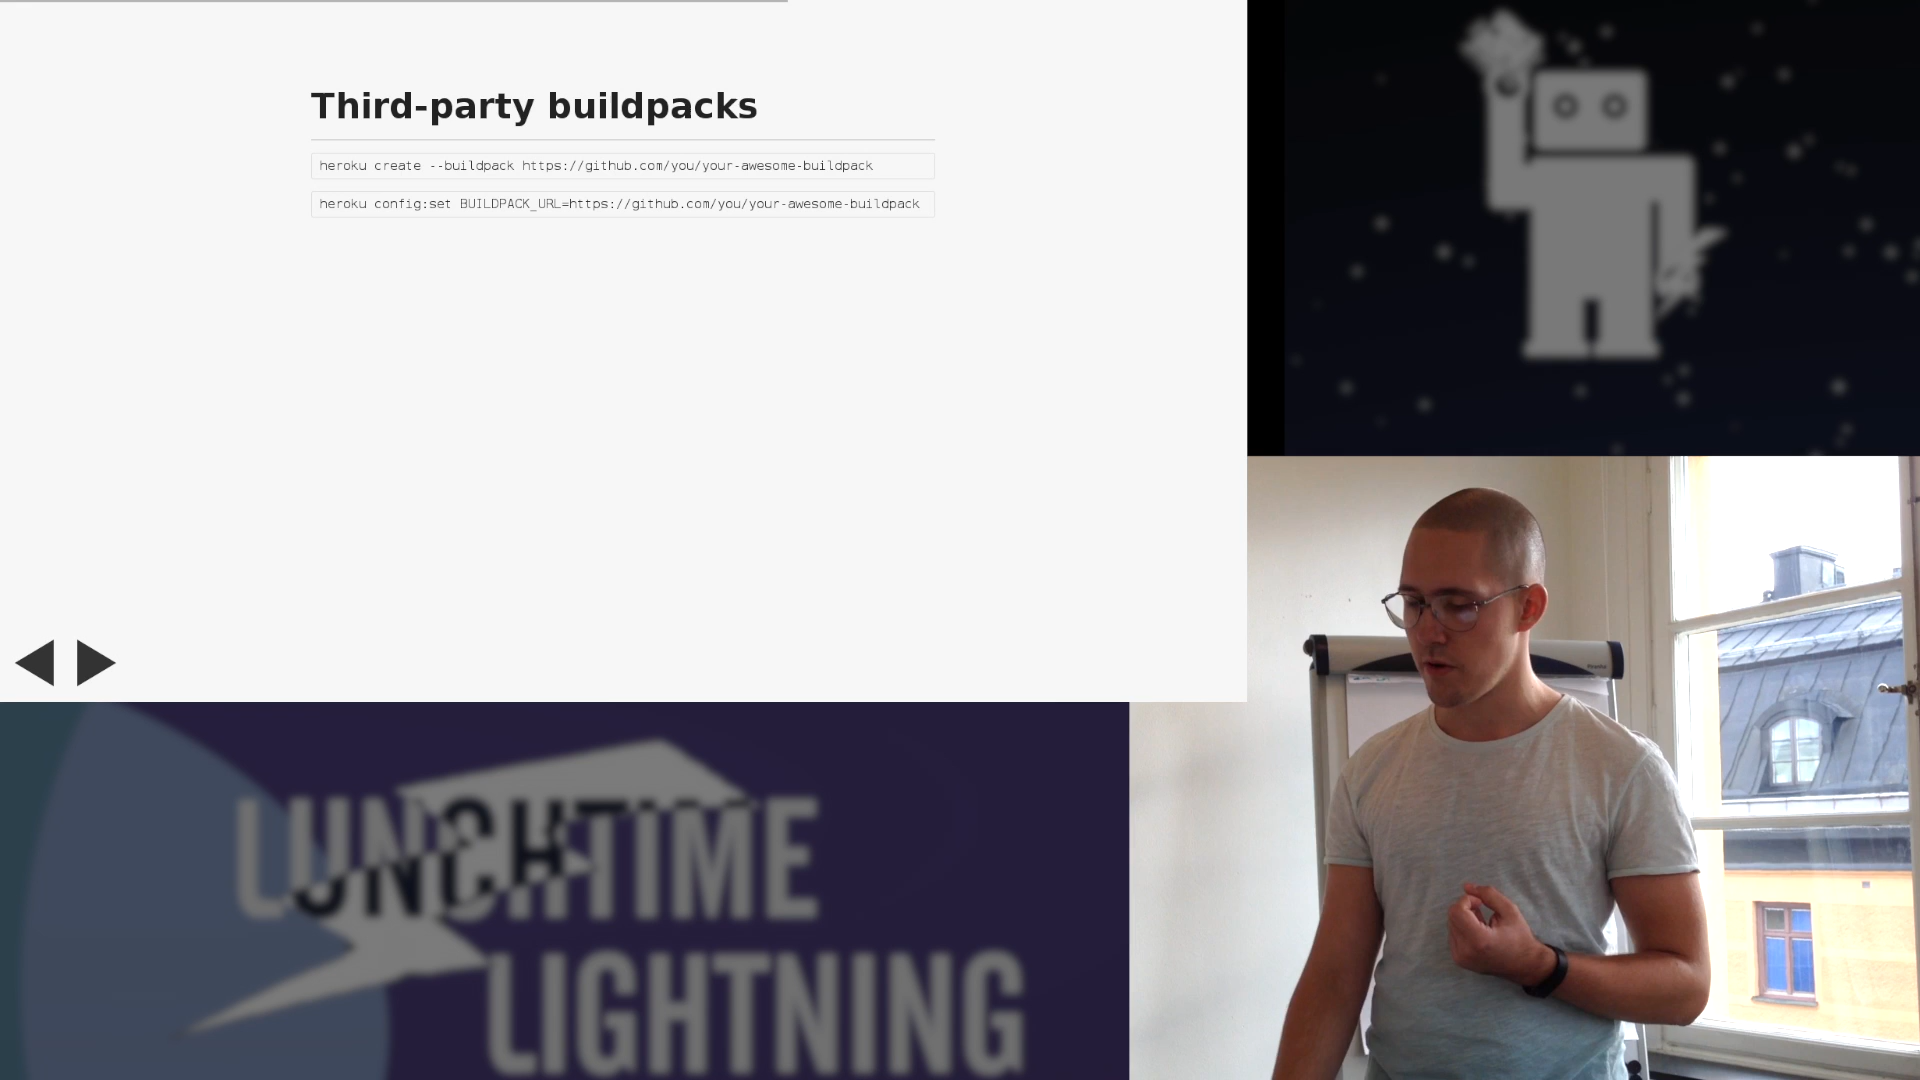 Third-party buildpacks
heroku create --buildpack https://github.com/you/your-awesome-buildpack
heroku config:set BUILDPACK_URL=https://github.com/you/your-awesome-buildpack
LUNCHTIME
LIGHTNING